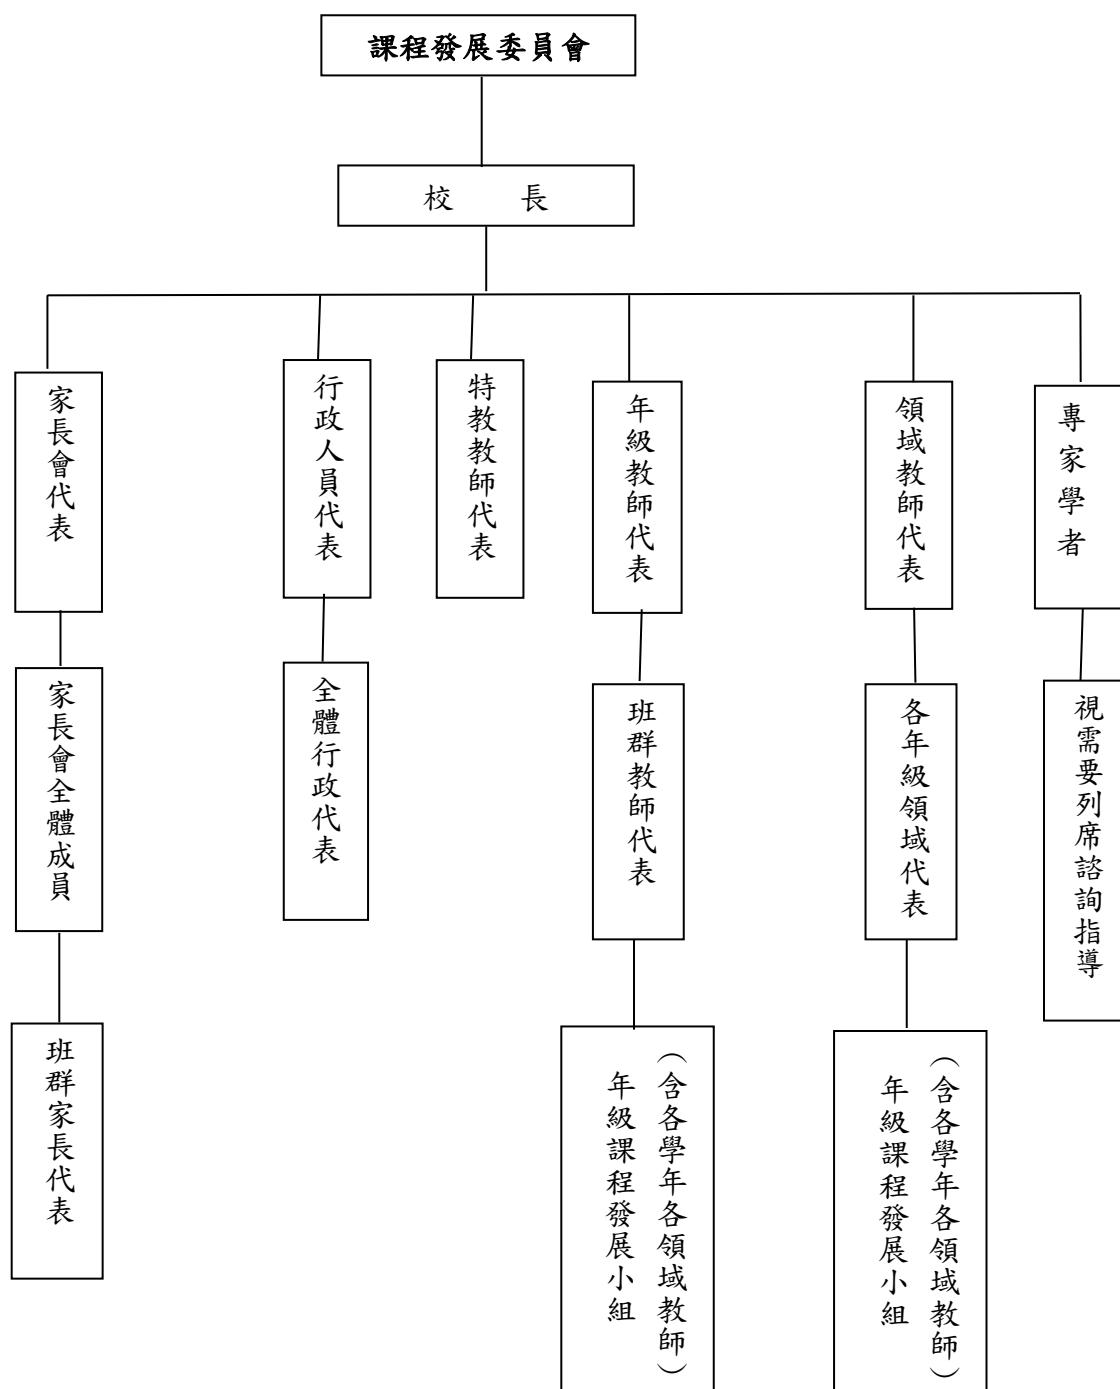 課程發展委員會
校長
家長會代表
行政人員代表
特教教師代表
年級教師代表
領域教師代表
專家學者
家長會全體成員
全體行政代表
班群教師代表
各年級領域代表
視需要列席諮詢指導
班群家長代表
（含各學年各領域教師）
年級課程發展小組
（含各學年各領域教師）
年級課程發展小組